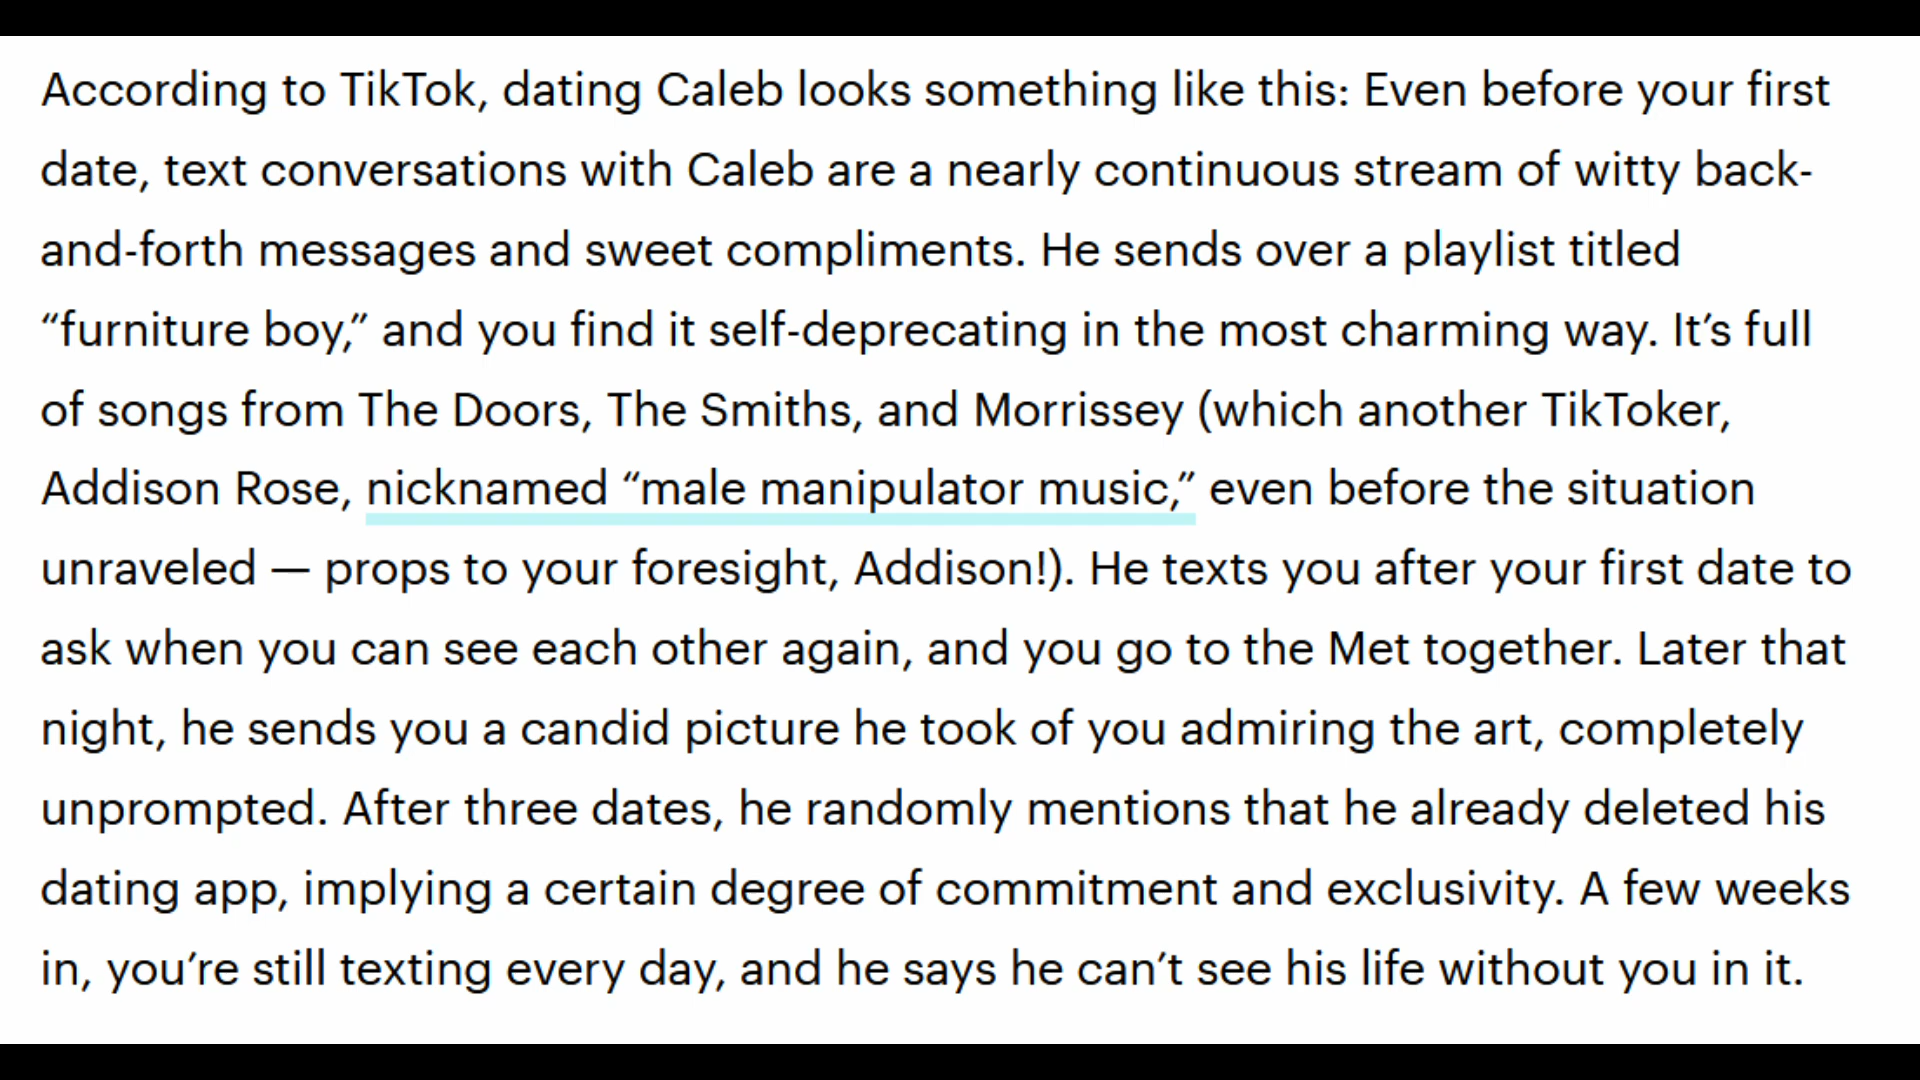 According to TikTok, dating Caleb looks something like this: Even before your first
date, text conversations with Caleb are a nearly continuous stream of witty back-
and-forth messages and sweet compliments. He sends over a playlist titled
“furniture boy,” and you find it self-deprecating in the most charming way. It’s full
of songs from The Doors, The Smiths, and Morrissey (which another TikToker,
Addison Rose, nicknamed “male manipulator music,” even before the situation
unraveled — props to your foresight, Addison!). He texts you after your first date to
ask when you can see each other again, and you go to the Met together. Later that
night, he sends you a candid picture he took of you admiring the art, completely
unprompted. After three dates, he randomly mentions that he already deleted his
dating app, implying a certain degree of commitment and exclusivity. A few weeks
in, you’re still texting every day, and he says he can’t see his life without you in it.